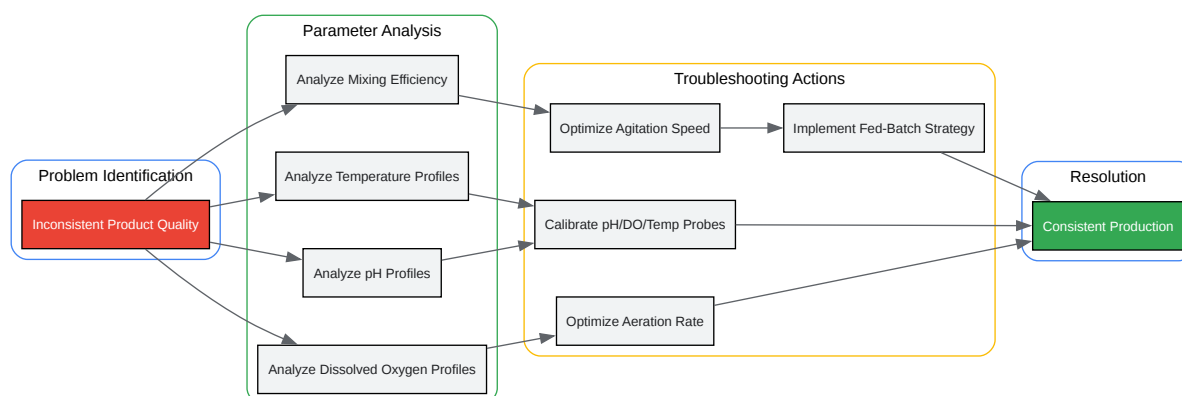 Problem Identification
Inconsistent Product Quality
Parameter Analysis
Analyze Mixing Efficiency
Analyze Temperature Profiles
Analyze pH Profiles
Analyze Dissolved Oxygen Profiles
Troubleshooting Actions
Optimize Agitation Speed
Implement Fed-Batch Strategy
Calibrate pH/DO/Temp Probes
Optimize Aeration Rate
Resolution
Consistent Production